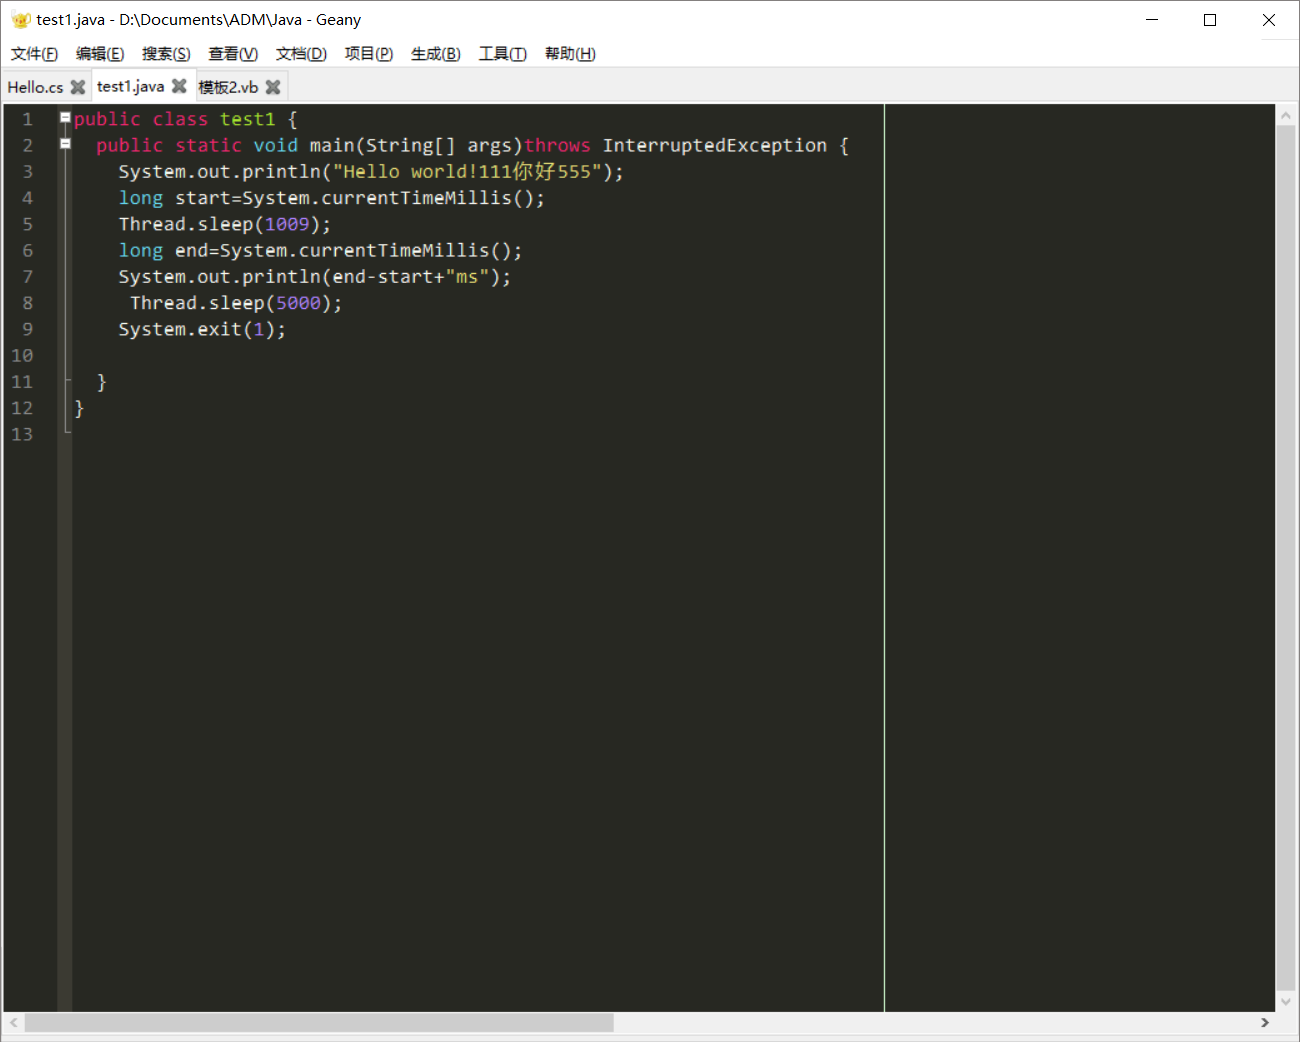 test1.java - D:\Documents\ADM\Java - Geany
文件(F) 编辑(E) 搜索(S) 查看(V) 文档(D) 项目(P) 生成(B) 工具(T) 帮助(H)
Hello.cs test1.java 模板2.vb
1 public class test1 {
2   public static void main(String[] args)throws InterruptedException {
3     System.out.println("Hello world!111你好555");
4     long start=System.currentTimeMillis();
5     Thread.sleep(1009);
6     long end=System.currentTimeMillis();
7     System.out.println(end-start+"ms");
8      Thread.sleep(5000);
9     System.exit(1);
10
11   }
12 }
13